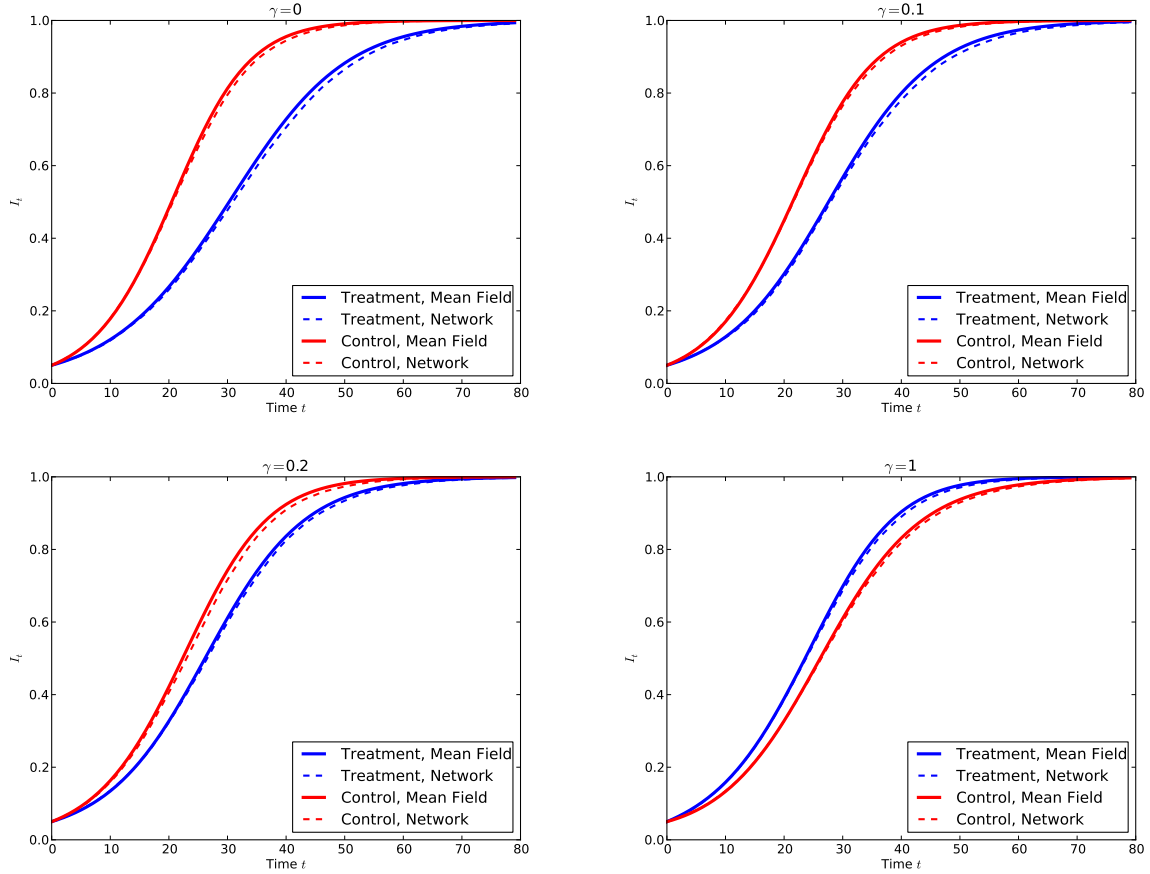 γ=0
1.0
0.8
0.6
0.4
0.2
0.0
I_t
0 10 20 30 40 50 60 70 80
Time t
Treatment, Mean Field
Treatment, Network
Control, Mean Field
Control, Network
γ=0.1
1.0
0.8
0.6
0.4
0.2
0.0
I_t
0 10 20 30 40 50 60 70 80
Time t
Treatment, Mean Field
Treatment, Network
Control, Mean Field
Control, Network
γ=0.2
1.0
0.8
0.6
0.4
0.2
0.0
I_t
0 10 20 30 40 50 60 70 80
Time t
Treatment, Mean Field
Treatment, Network
Control, Mean Field
Control, Network
γ=1
1.0
0.8
0.6
0.4
0.2
0.0
I_t
0 10 20 30 40 50 60 70 80
Time t
Treatment, Mean Field
Treatment, Network
Control, Mean Field
Control, Network